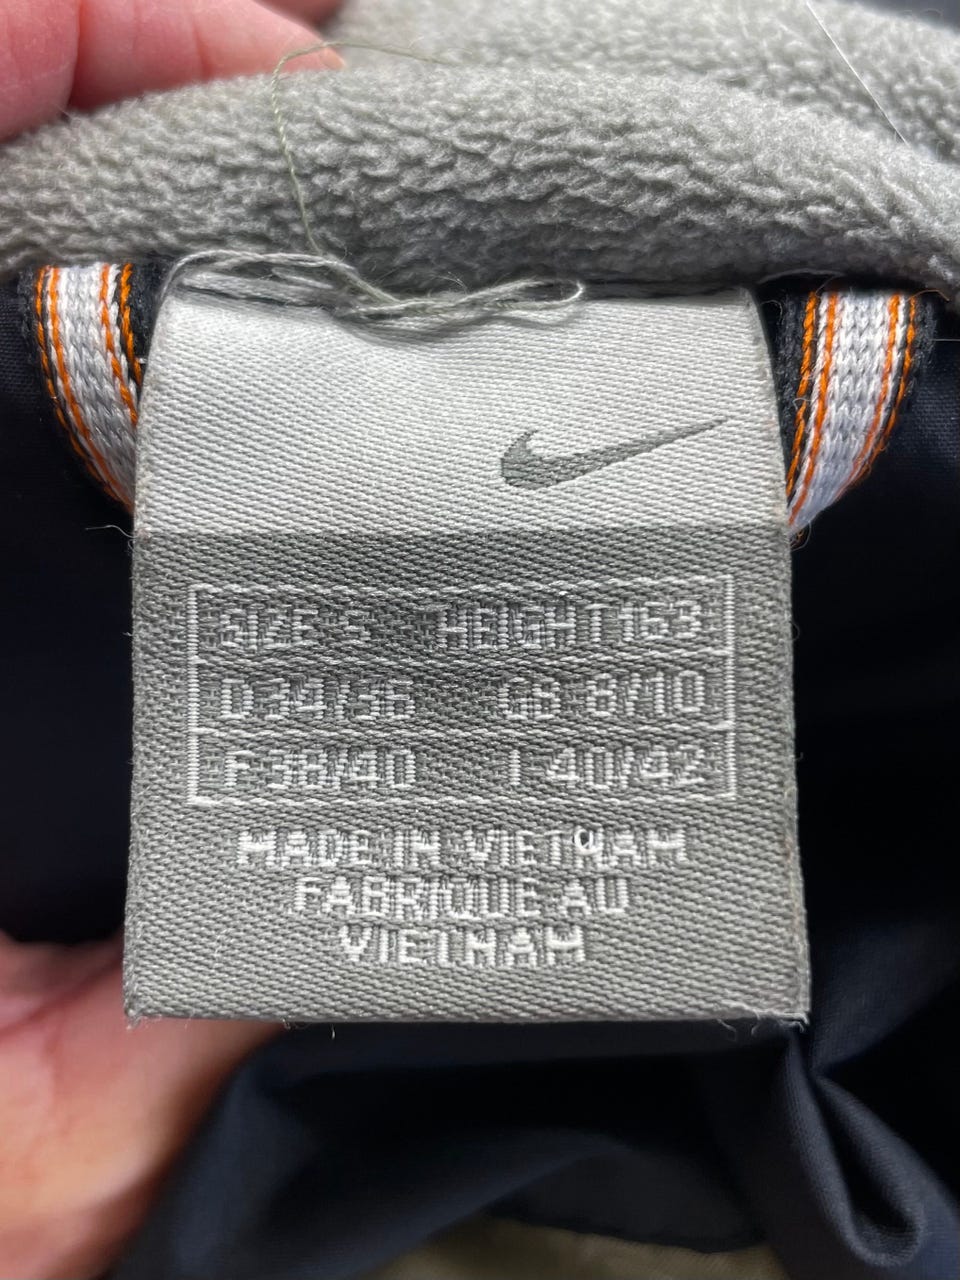 SIZE S HEIGHT 163
D 34/36 GB 8/10
F 38/40 I 40/42
MADE IN VIETNAM
FABRIQUE AU
VIETNAM